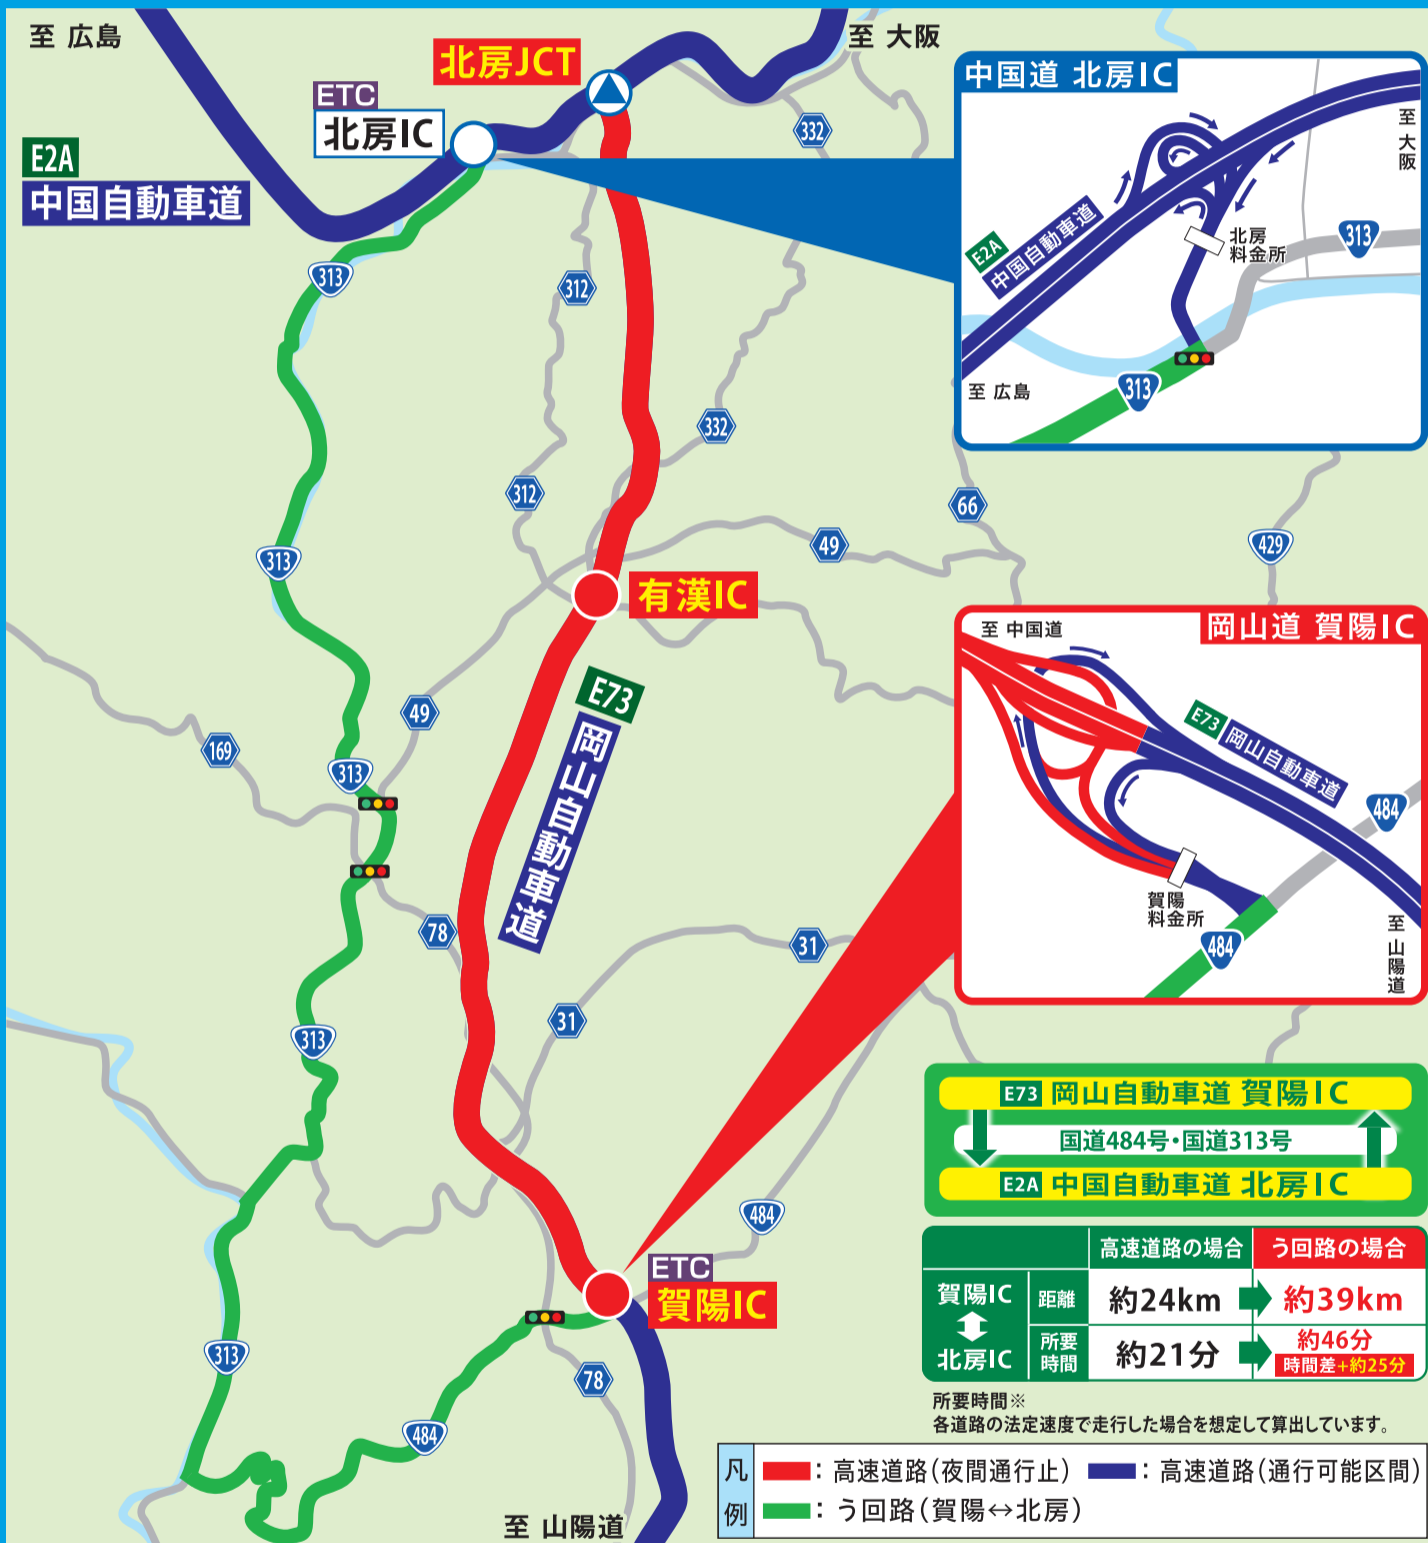 至 広島
至 大阪
北房JCT
ETC
北房IC
E2A
中国自動車道
332
313
312
332
312
66
49
429
313
有漢IC
E73
岡山自動車道
49
169
313
78
31
31
313
484
ETC
賀陽IC
313
78
484
至 山陽道
中国道 北房IC
至 大阪
E2A
中国自動車道
北房
料金所
313
至 広島
313
岡山道 賀陽IC
至 中国道
E73 岡山自動車道
484
賀陽
料金所
484
至 山陽道
E73 岡山自動車道 賀陽IC
国道484号・国道313号
E2A 中国自動車道 北房IC
高速道路の場合 う回路の場合
賀陽IC
北房IC
距離 約24km 約39km
所要
時間
約21分 約46分
時間差+約25分
所要時間※
各道路の法定速度で走行した場合を想定して算出しています。
凡例
：高速道路(夜間通行止) ：高速道路(通行可能区間)
：う回路(賀陽↔北房)